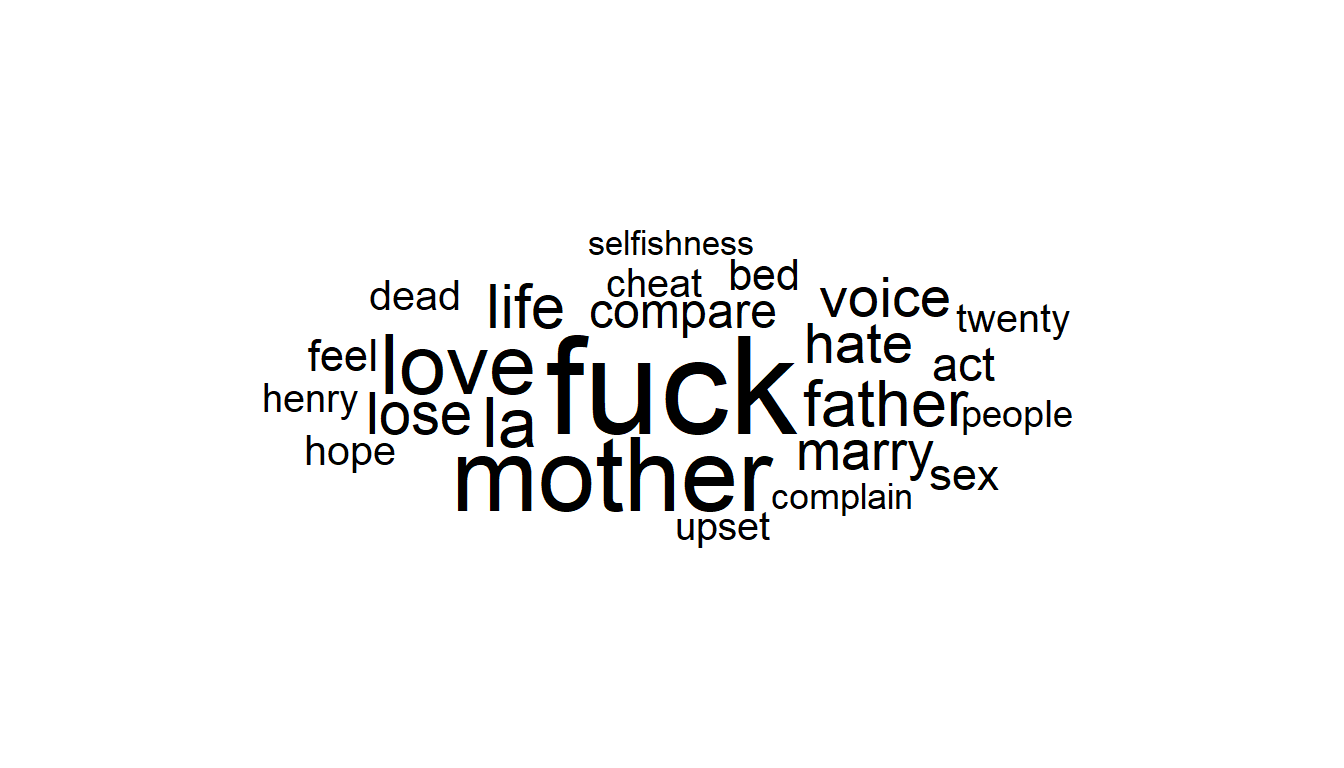 selfishness
cheat bed
dead life compare voice twenty
feel love fuck hate act
henry lose la father people
hope mother marry sex
complain
upset